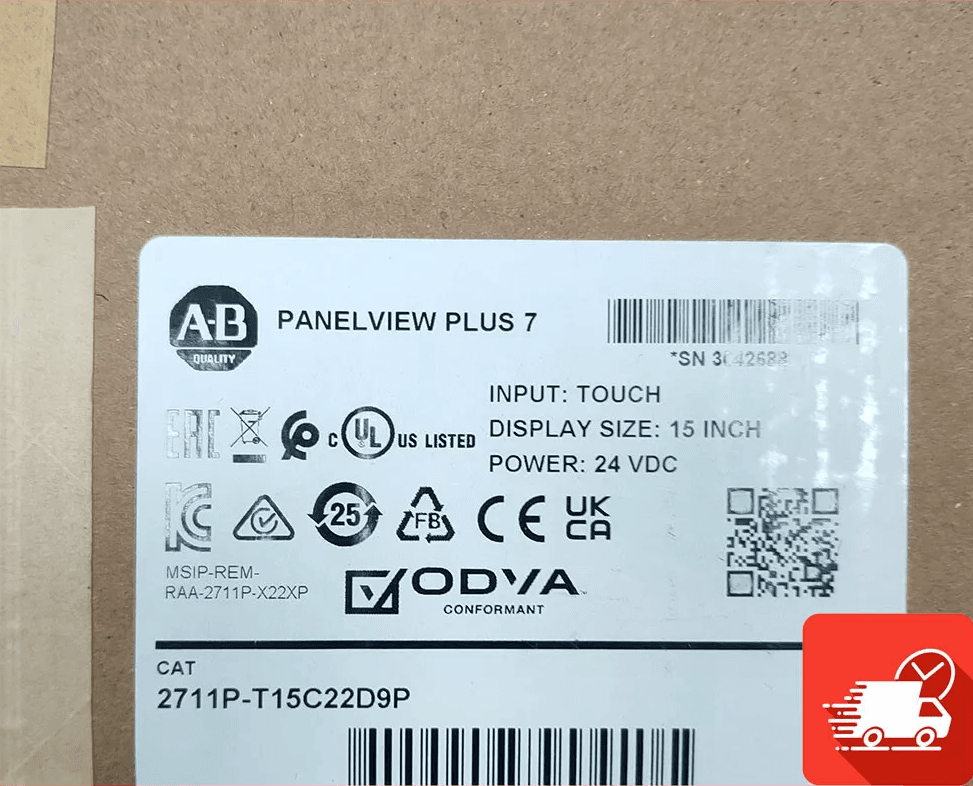 A-B
QUALITY
PANELVIEW PLUS 7
*SN
INPUT: TOUCH
DISPLAY SIZE: 15 INCH
POWER: 24 VDC
EAC
C UL US LISTED
25
FB
CE
UK
CA
MSIP-REM-
RAA-2711P-X22XP
ODVA
CONFORMANT
CAT
2711P-T15C22D9P